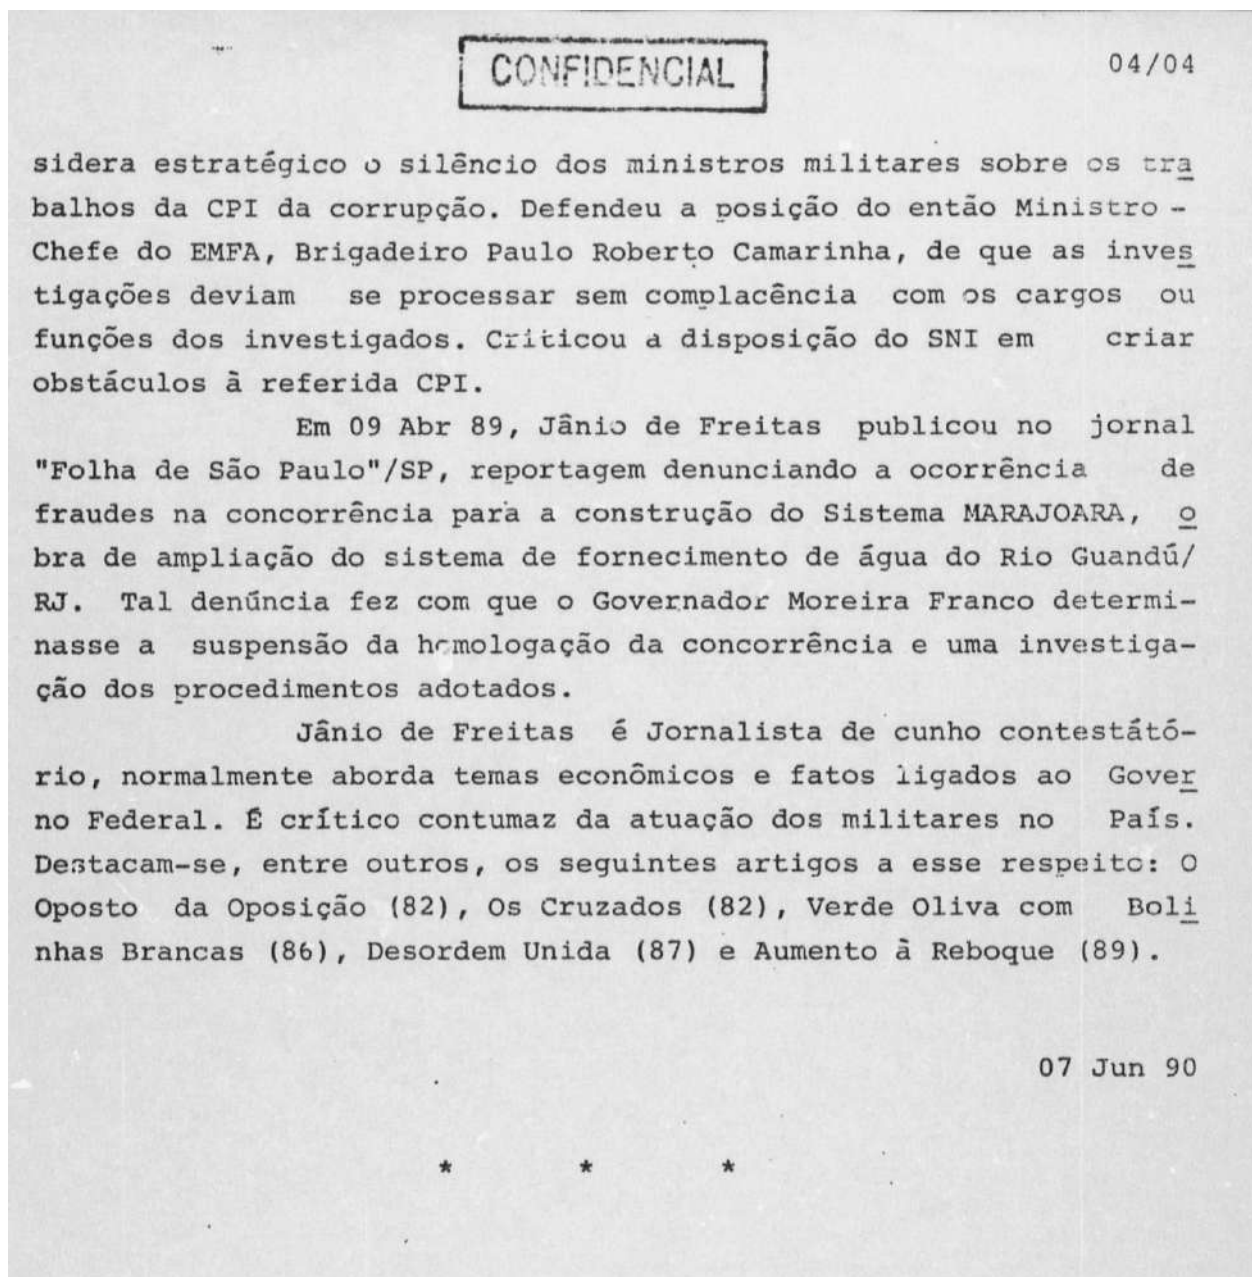 CONFIDENCIAL
04/04
sidera estratégico o silêncio dos ministros militares sobre os tra
balhos da CPI da corrupção. Defendeu a posição do então Ministro -
Chefe do EMFA, Brigadeiro Paulo Roberto Camarinha, de que as inves
tigações deviam se processar sem complacência com os cargos ou
funções dos investigados. Criticou a disposição do SNI em criar
obstáculos à referida CPI.
Em 09 Abr 89, Jânio de Freitas publicou no jornal
"Folha de São Paulo"/SP, reportagem denunciando a ocorrência de
fraudes na concorrência para a construção do Sistema MARAJOARA, o
bra de ampliação do sistema de fornecimento de água do Rio Guandú/
RJ. Tal denúncia fez com que o Governador Moreira Franco determi-
nasse a suspensão da homologação da concorrência e uma investiga-
ção dos procedimentos adotados.
Jânio de Freitas é Jornalista de cunho contestátó-
rio, normalmente aborda temas econômicos e fatos ligados ao Gover
no Federal. É crítico contumaz da atuação dos militares no País.
Destacam-se, entre outros, os seguintes artigos a esse respeito: O
Oposto da Oposição (82), Os Cruzados (82), Verde Oliva com Boli
nhas Brancas (86), Desordem Unida (87) e Aumento à Reboque (89).
07 Jun 90
* * *